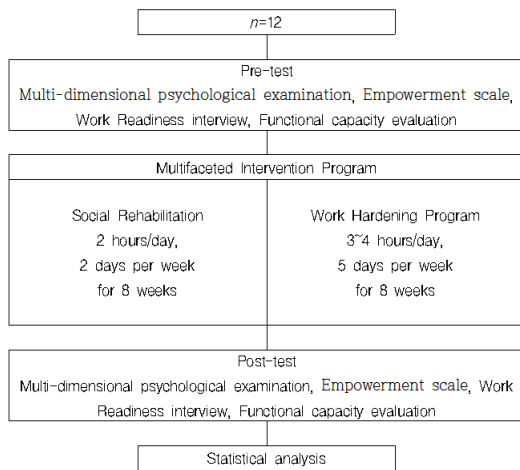 n=12
Pre-test
Multi-dimensional psychological examination, Empowerment scale,
Work Readiness interview, Functional capacity evaluation
Multifaceted Intervention Program
Social Rehabilitation
2 hours/day,
2 days per week
for 8 weeks
Work Hardening Program
3~4 hours/day,
5 days per week
for 8 weeks
Post-test
Multi-dimensional psychological examination, Empowerment scale, Work
Readiness interview, Functional capacity evaluation
Statistical analysis